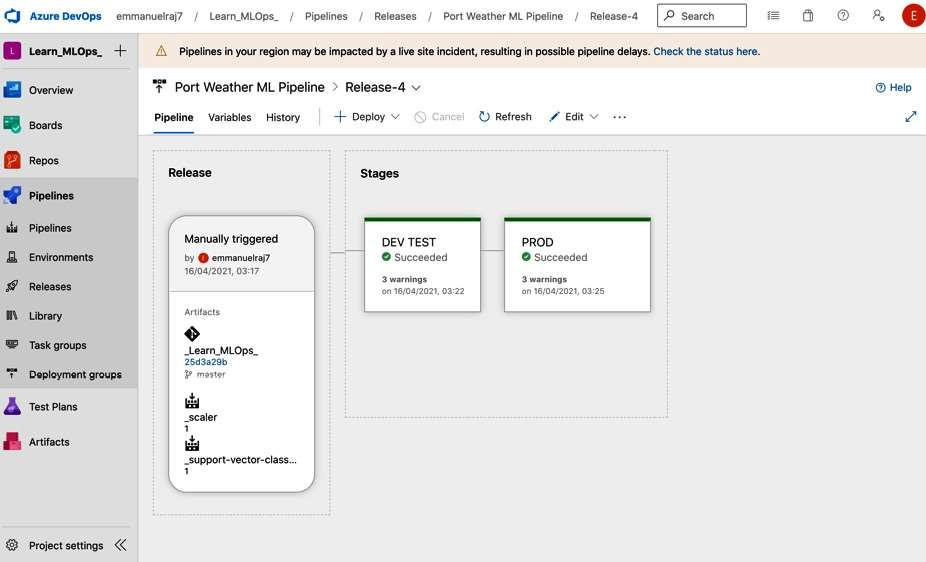 Azure DevOps emmanuelraj7 / Learn_MLOps_ / Pipelines / Releases / Port Weather ML Pipeline / Release-4 Search E
L Learn_MLOps_ +
Pipelines in your region may be impacted by a live site incident, resulting in possible pipeline delays. Check the status here.
Port Weather ML Pipeline > Release-4
Help
Pipeline Variables History + Deploy Cancel Refresh Edit ...
Overview
Boards
Repos
Pipelines
Pipelines
Environments
Releases
Library
Task groups
Deployment groups
Test Plans
Artifacts
Project settings
Release
Manually triggered
by emmanuelraj7
16/04/2021, 03:17
Artifacts
_Learn_MLOps_
25d3a29b
master
_scaler
1
_support-vector-class...
1
Stages
DEV TEST
Succeeded
3 warnings
on 16/04/2021, 03:22
PROD
Succeeded
3 warnings
on 16/04/2021, 03:25